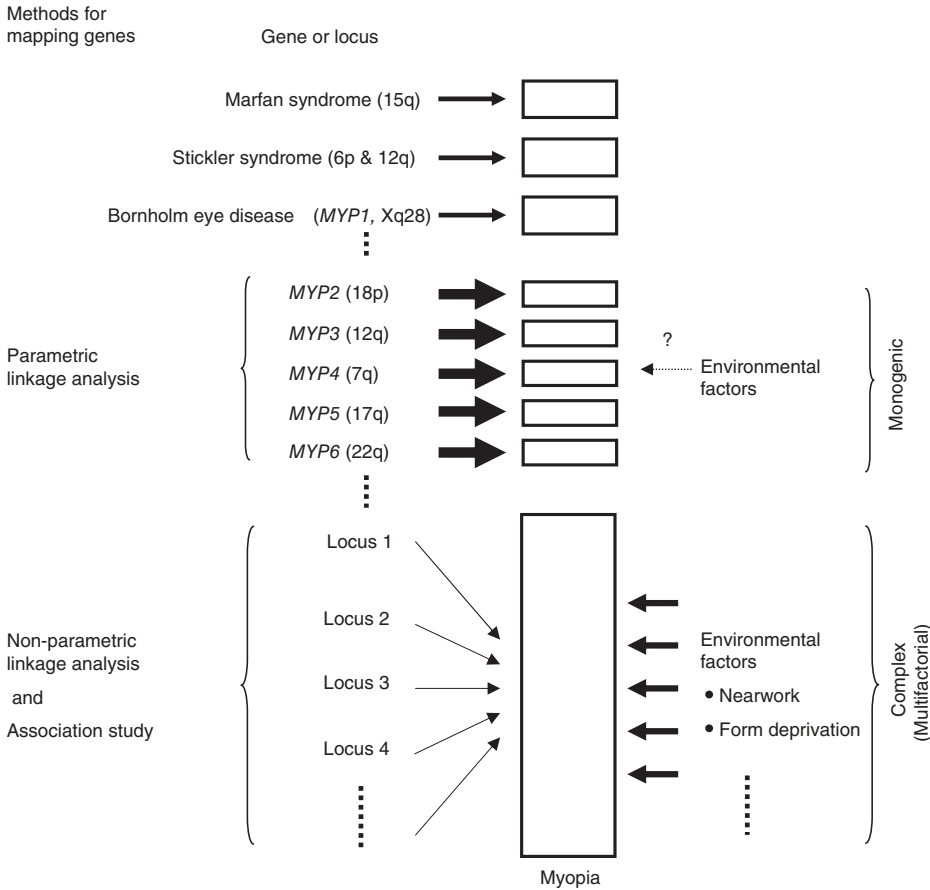 Methods for
mapping genes
Gene or locus
Marfan syndrome (15q)
Stickler syndrome (6p & 12q)
Bornholm eye disease (MYP1, Xq28)
Parametric
linkage analysis
MYP2 (18p)
MYP3 (12q)
MYP4 (7q)
MYP5 (17q)
MYP6 (22q)
?
Environmental
factors
Monogenic
Non-parametric
linkage analysis
and
Association study
Locus 1
Locus 2
Locus 3
Locus 4
Environmental
factors
• Nearwork
• Form deprivation
Complex
(Multifactorial)
Myopia